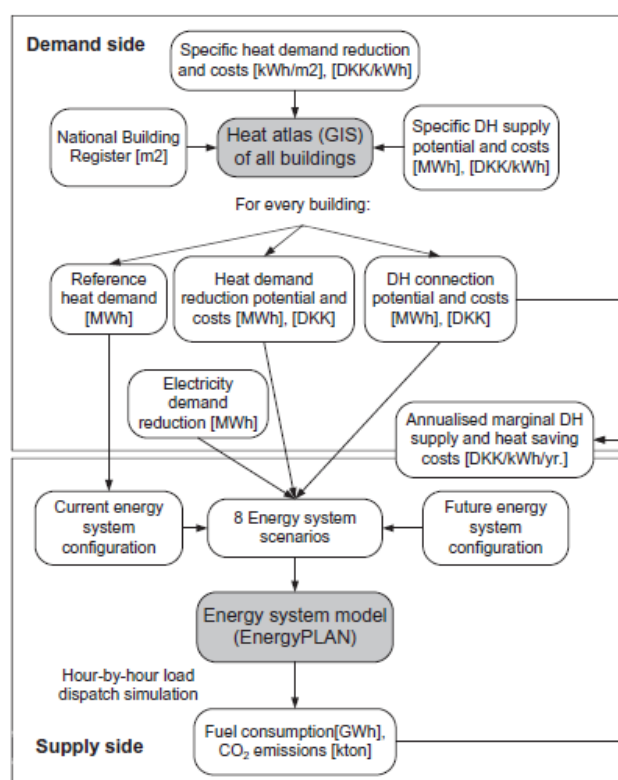 Demand side
Specific heat demand reduction
and costs [kWh/m2], [DKK/kWh]
National Building
Register [m2]
Heat atlas (GIS)
of all buildings
Specific DH supply
potential and costs
[MWh], [DKK/kWh]
For every building:
Reference
heat demand
[MWh]
Heat demand
reduction potential and
costs [MWh], [DKK]
DH connection
potential and costs
[MWh], [DKK]
Electricity
demand
reduction [MWh]
Annualised marginal DH
supply and heat saving
costs [DKK/kWh/yr.]
Current energy
system
configuration
8 Energy system
scenarios
Future energy
system
configuration
Energy system model
(EnergyPLAN)
Hour-by-hour load
dispatch simulation
Fuel consumption[GWh],
CO₂ emissions [kton]
Supply side